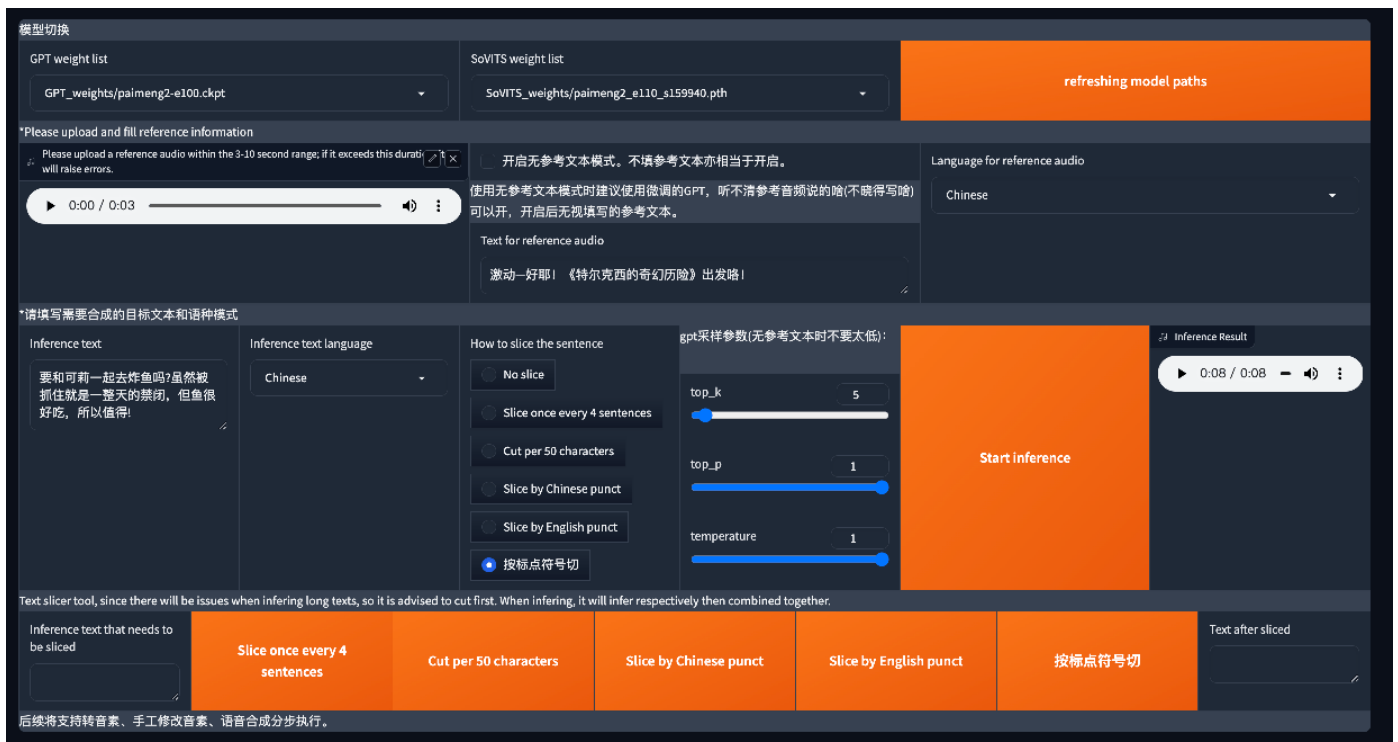 模型切换
GPT weight list
GPT_weights/paimeng2-e100.ckpt
SoVITS weight list
SoVITS_weights/paimeng2_e110_s159940.pth
refreshing model paths
*Please upload and fill reference information
Please upload a reference audio within the 3-10 second range; if it exceeds this duration, it
will raise errors.
0:00 / 0:03
开启无参考文本模式。不填参考文本亦相当于开启。
使用无参考文本模式时建议使用微调的GPT，听不清参考音频说的啥(不晓得写啥)
可以开，开启后无视填写的参考文本。
Text for reference audio
激动—好耶！《特尔克西的奇幻历险》出发咯！
Language for reference audio
Chinese
*请填写需要合成的目标文本和语种模式
Inference text
要和可莉一起去炸鱼吗?虽然被
抓住就是一整天的禁闭，但鱼很
好吃，所以值得!
Inference text language
Chinese
How to slice the sentence
No slice
Slice once every 4 sentences
Cut per 50 characters
Slice by Chinese punct
Slice by English punct
按标点符号切
gpt采样参数(无参考文本时不要太低)：
top_k
5
top_p
1
temperature
1
Start inference
Inference Result
0:08 / 0:08
Text slicer tool, since there will be issues when infering long texts, so it is advised to cut first. When infering, it will infer respectively then combined together.
Inference text that needs to
be sliced
Slice once every 4
sentences
Cut per 50 characters
Slice by Chinese punct
Slice by English punct
按标点符号切
Text after sliced
后续将支持转音素、手工修改音素、语音合成分步执行。